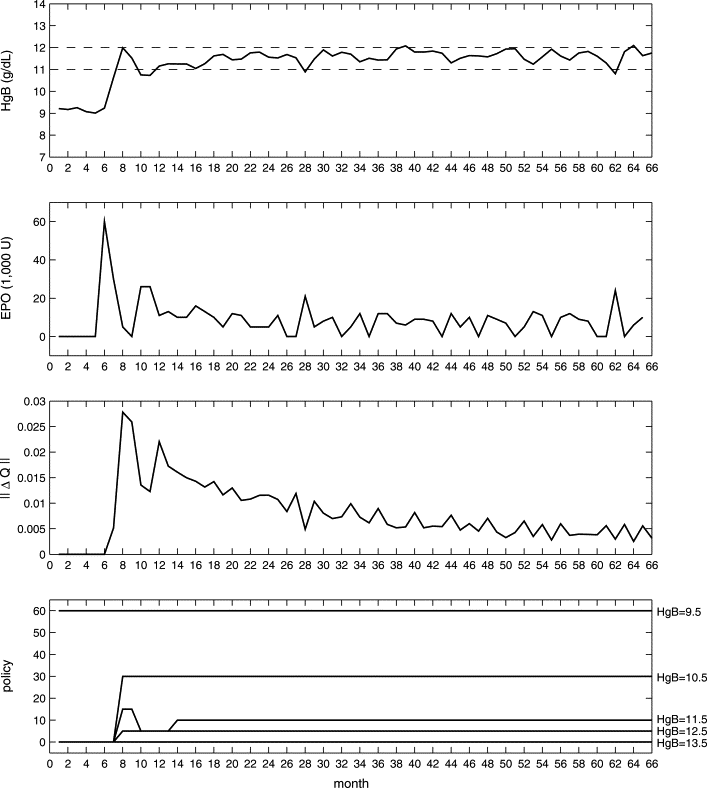 14
13
12
11
10
9
8
7
HgB (g/dL)
0 2 4 6 8 10 12 14 16 18 20 22 24 26 28 30 32 34 36 38 40 42 44 46 48 50 52 54 56 58 60 62 64 66
60
40
20
0
EPO (1,000 U)
0 2 4 6 8 10 12 14 16 18 20 22 24 26 28 30 32 34 36 38 40 42 44 46 48 50 52 54 56 58 60 62 64 66
0.03
0.025
0.02
0.015
0.01
0.005
0
|| Δ Q ||
0 2 4 6 8 10 12 14 16 18 20 22 24 26 28 30 32 34 36 38 40 42 44 46 48 50 52 54 56 58 60 62 64 66
60
50
40
30
20
10
0
policy
HgB=9.5
HgB=10.5
HgB=11.5
HgB=12.5
HgB=13.5
0 2 4 6 8 10 12 14 16 18 20 22 24 26 28 30 32 34 36 38 40 42 44 46 48 50 52 54 56 58 60 62 64 66
month